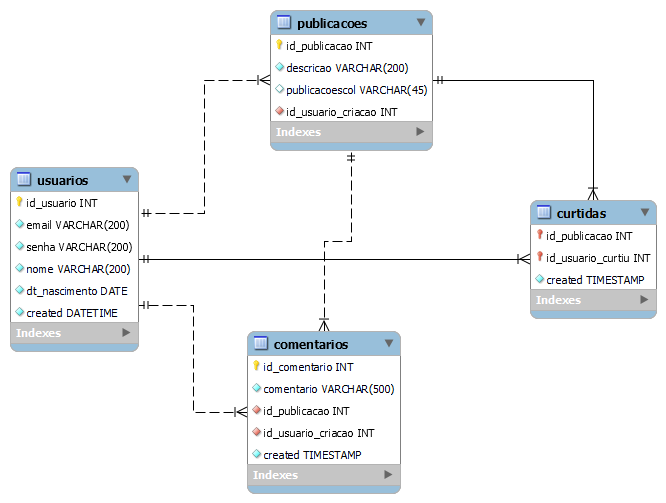 publicacoes
id_publicacao INT
descricao VARCHAR(200)
publicacoescol VARCHAR(45)
id_usuario_criacao INT
Indexes
usuarios
id_usuario INT
email VARCHAR(200)
senha VARCHAR(200)
nome VARCHAR(200)
dt_nascimento DATE
created DATETIME
Indexes
curtidas
id_publicacao INT
id_usuario_curtiu INT
created TIMESTAMP
Indexes
comentarios
id_comentario INT
comentario VARCHAR(500)
id_publicacao INT
id_usuario_criacao INT
created TIMESTAMP
Indexes